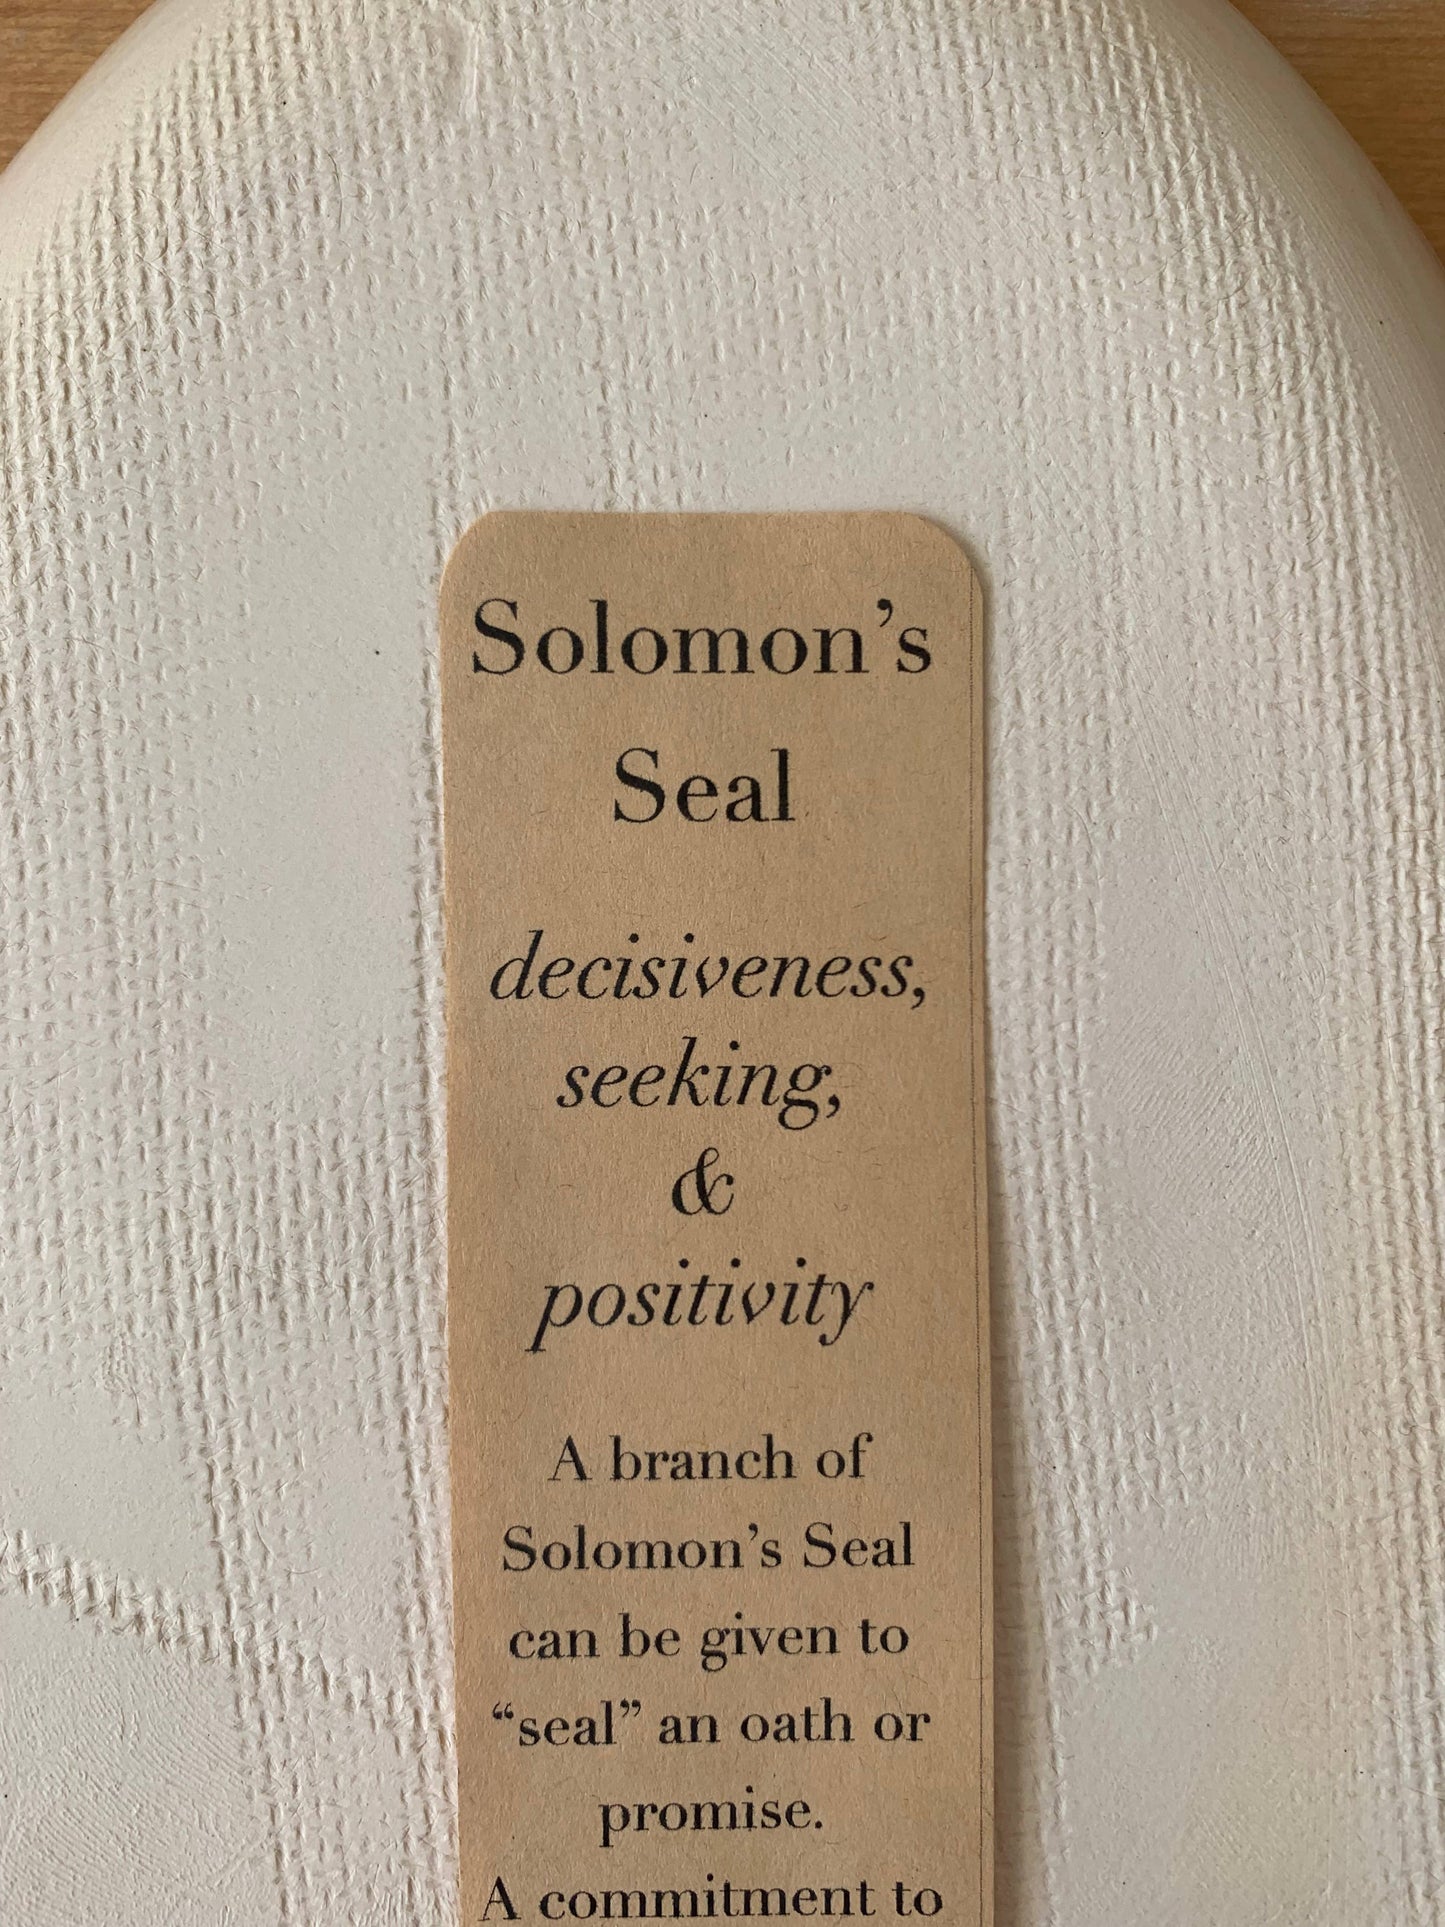 Solomon’s
Seal
decisiveness,
seeking,
&
positivity
A branch of
Solomon’s Seal
can be given to
“seal” an oath or
promise.
A commitment to